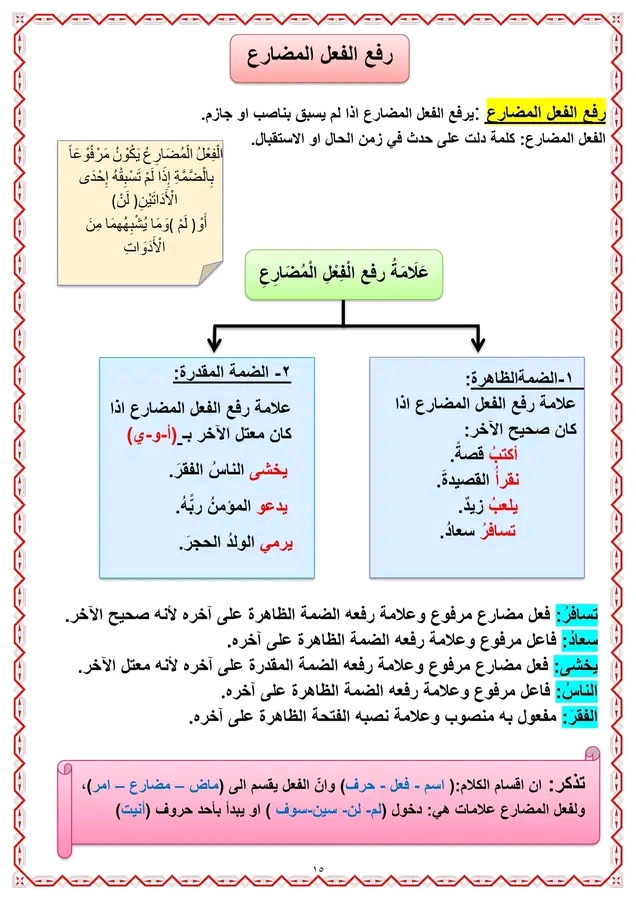 رفع الفعل المضارع
رفع الفعل المضارع :يرفع الفعل المضارع اذا لم يسبق بناصب او جازم.
الفعل المضارع: كلمة دلت على حدث في زمن الحال او الاستقبال.
الْفِعْلُ الْمُضَارِعُ يَكُوْنُ مَرْفُوْعَاً
بِالضَّمَّةِ إِذَا لَمْ تَسْبِقْهُ إِحْدَى
الْأَدَاتَيْنِ( لَنْ)
أَوْ( لَمْ )وَمَا يُشْبِهُهمَا مِنَ
الْأَدَوَاتِ
عَلَامَةُ رفع الْفِعْلِ الْمُضَارِعِ
١-الضمةالظاهرة:
علامة رفع الفعل المضارع اذا
كان صحيح الآخر:
أكتبُ قصةً.
نقرأُ القصيدةَ.
يلعبُ زيدٌ.
تسافرُ سعادُ.
٢- الضمة المقدرة:
علامة رفع الفعل المضارع اذا
كان معتل الآخر بـ (أ-و-ي)
يخشى الناسُ الفقرَ.
يدعو المؤمنُ ربَّهُ.
يرمي الولدُ الحجرَ.
تسافرُ: فعل مضارع مرفوع وعلامة رفعه الضمة الظاهرة على آخره لأنه صحيح الآخر.
سعادُ: فاعل مرفوع وعلامة رفعه الضمة الظاهرة على آخره.
يخشى: فعل مضارع مرفوع وعلامة رفعه الضمة المقدرة على آخره لأنه معتل الآخر.
الناسُ: فاعل مرفوع وعلامة رفعه الضمة الظاهرة على آخره.
الفقرَ: مفعول به منصوب وعلامة نصبه الفتحة الظاهرة على آخره.
تذكر: ان اقسام الكلام:( اسم - فعل - حرف) وانّ الفعل يقسم الى (ماض – مضارع – امر)،
ولفعل المضارع علامات هي: دخول (لم- لن- سين-سوف ) او يبدأ بأحد حروف (أنيت)
١٥